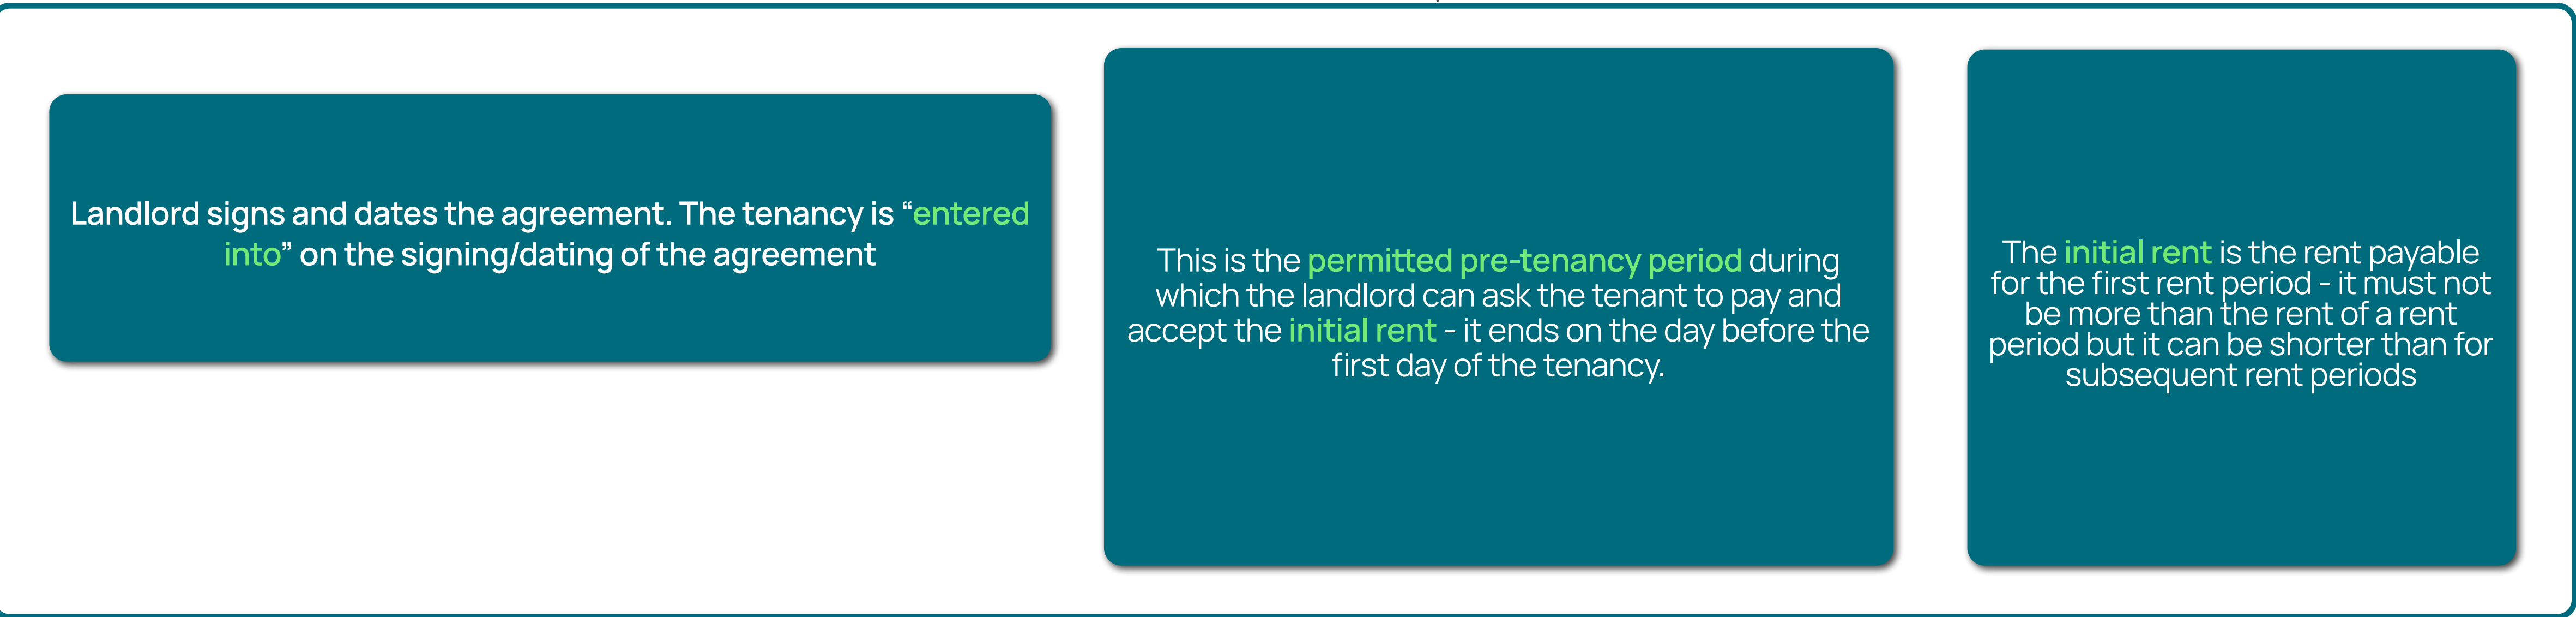 Landlord signs and dates the agreement. The tenancy is “entered
into” on the signing/dating of the agreement
This is the permitted pre-tenancy period during
which the landlord can ask the tenant to pay and
accept the initial rent - it ends on the day before the
first day of the tenancy.
The initial rent is the rent payable
for the first rent period - it must not
be more than the rent of a rent
period but it can be shorter than for
subsequent rent periods